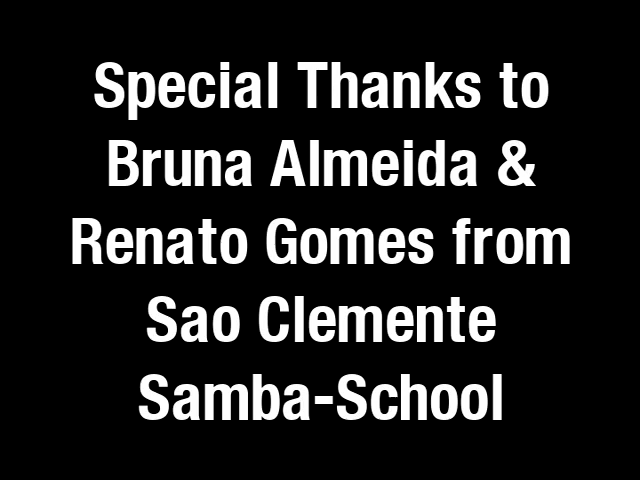 Special Thanks to
Bruna Almeida &
Renato Gomes from
Sao Clemente
Samba-School